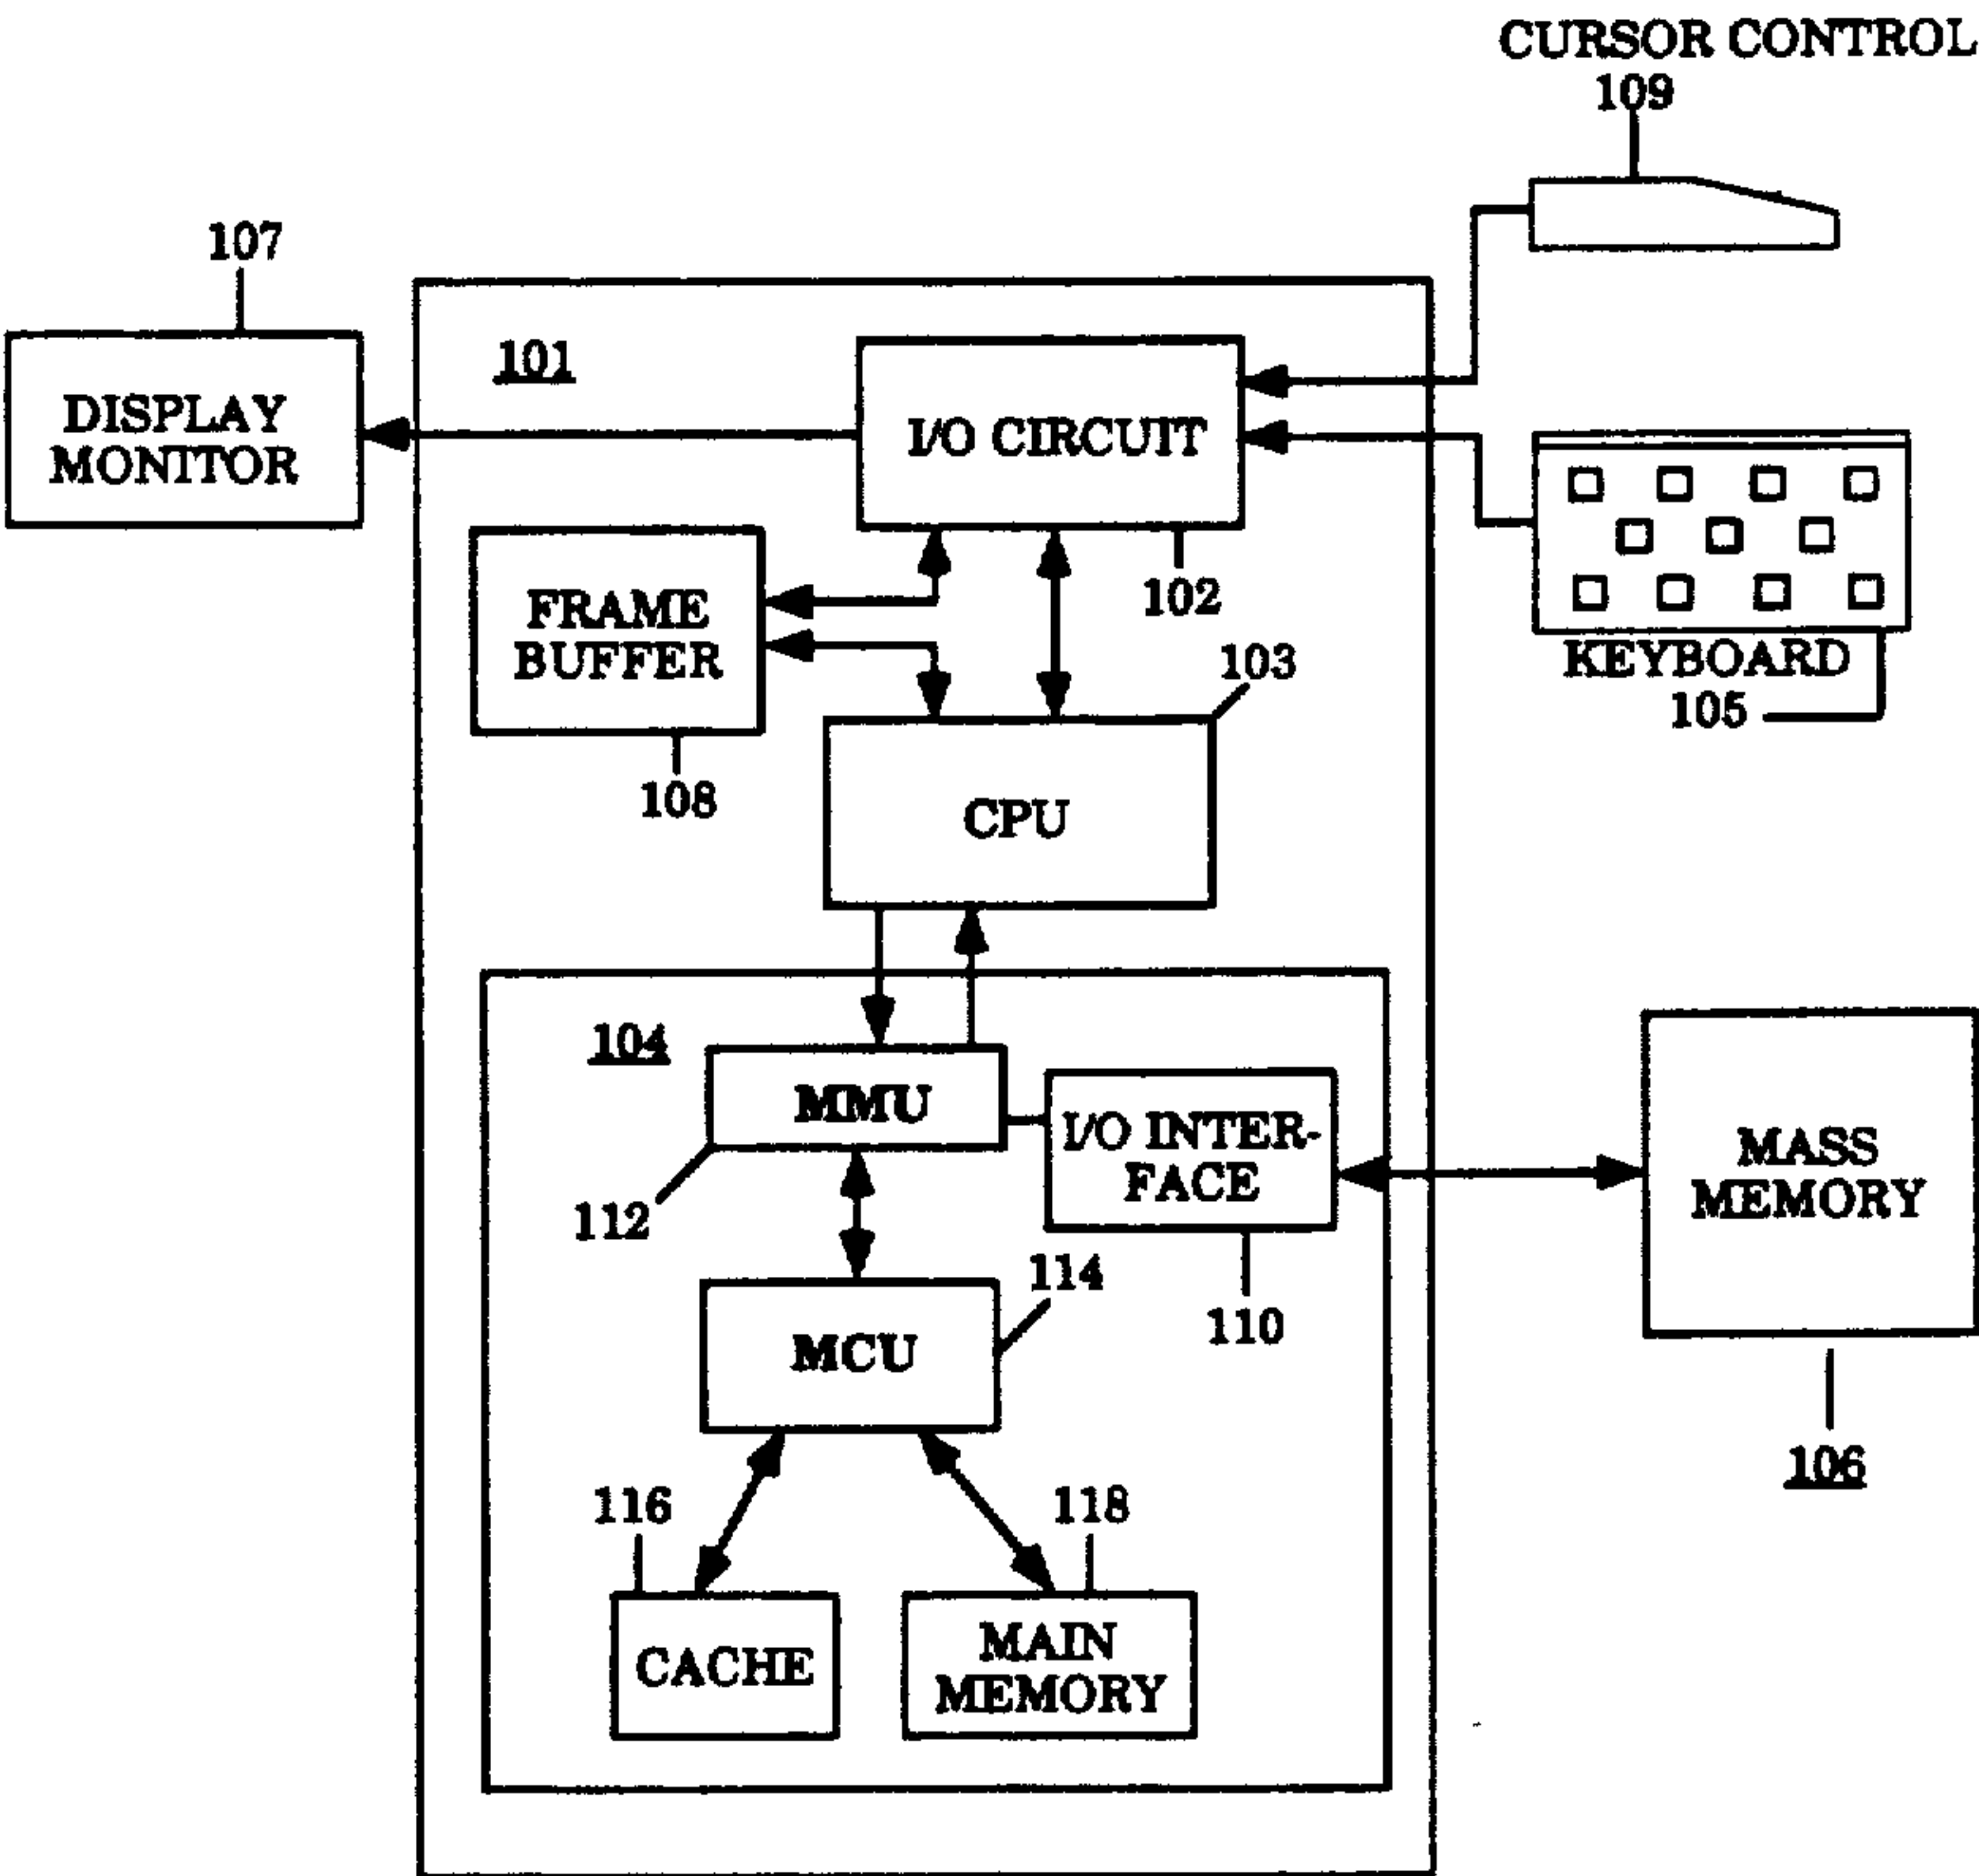 CURSOR CONTROL
109
107
101
DISPLAY
MONITOR
I/O CIRCUIT
102
FRAME
BUFFER
108
103
KEYBOARD
105
CPU
104
MMU
112
I/O INTER-
FACE
110
MASS
MEMORY
106
114
MCU
116
118
CACHE
MAIN
MEMORY